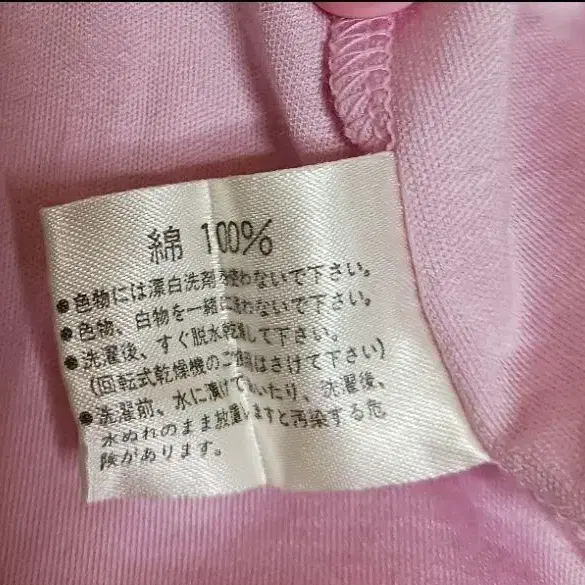 綿 100%
●色物には漂白洗剤を使わないで下さい。
●色物、白物を一緒に洗わないで下さい。
●洗濯後、すぐ脱水乾燥して下さい。
(回転式乾燥機のご使用はさけて下さい)
●洗濯前、水に漬けておいたり、洗濯後、
水ぬれのまま放置しますと汚染する危
険があります。